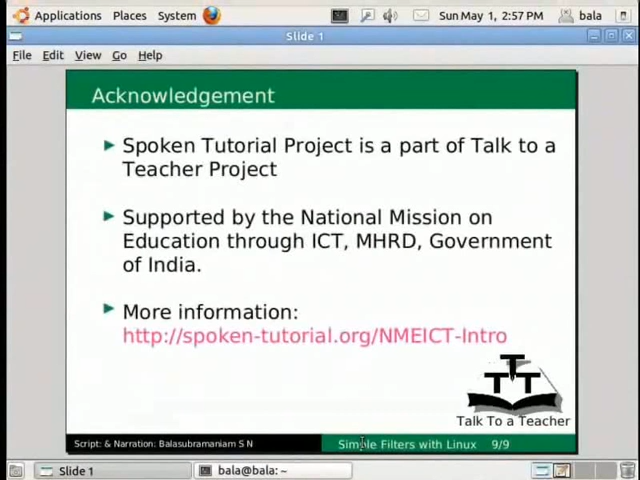 Applications Places System Sun May 1, 2:57 PM bala
Slide 1
File Edit View Go Help
Acknowledgement
Spoken Tutorial Project is a part of Talk to a
Teacher Project
Supported by the National Mission on
Education through ICT, MHRD, Government
of India.
More information:
http://spoken-tutorial.org/NMEICT-Intro
T T T
Talk To a Teacher
Script: & Narration: Balasubramaniam S N Simple Filters with Linux 9/9
Slide 1 bala@bala: ~